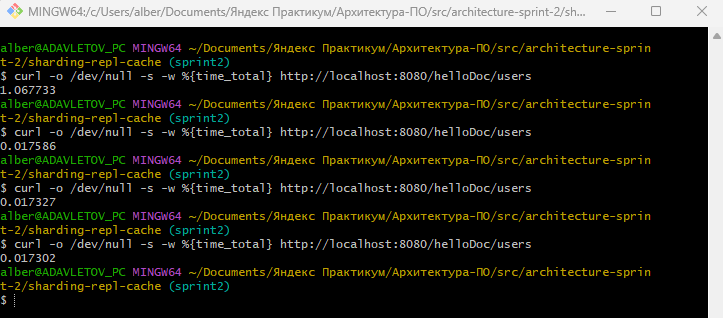 MINGW64:/c/Users/alber/Documents/Яндекс Практикум/Архитектура-ПО/src/architecture-sprint-2/sh...
alber@ADAVLETOV_PC MINGW64 ~/Documents/Яндекс Практикум/Архитектура-ПО/src/architecture-sprin
t-2/sharding-repl-cache (sprint2)
$ curl -o /dev/null -s -w %{time_total} http://localhost:8080/helloDoc/users
1.067733
alber@ADAVLETOV_PC MINGW64 ~/Documents/Яндекс Практикум/Архитектура-ПО/src/architecture-sprin
t-2/sharding-repl-cache (sprint2)
$ curl -o /dev/null -s -w %{time_total} http://localhost:8080/helloDoc/users
0.017586
alber@ADAVLETOV_PC MINGW64 ~/Documents/Яндекс Практикум/Архитектура-ПО/src/architecture-sprin
t-2/sharding-repl-cache (sprint2)
$ curl -o /dev/null -s -w %{time_total} http://localhost:8080/helloDoc/users
0.017327
alber@ADAVLETOV_PC MINGW64 ~/Documents/Яндекс Практикум/Архитектура-ПО/src/architecture-sprin
t-2/sharding-repl-cache (sprint2)
$ curl -o /dev/null -s -w %{time_total} http://localhost:8080/helloDoc/users
0.017302
alber@ADAVLETOV_PC MINGW64 ~/Documents/Яндекс Практикум/Архитектура-ПО/src/architecture-sprin
t-2/sharding-repl-cache (sprint2)
$